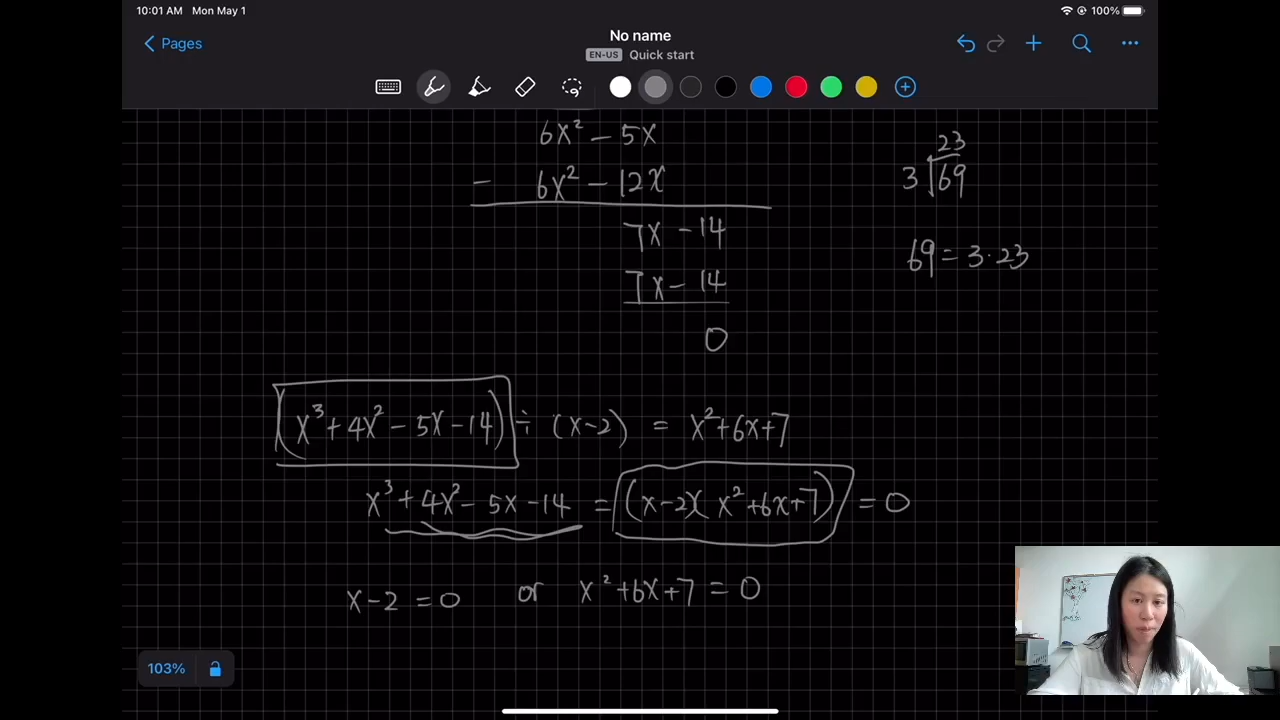 10:01 AM Mon May 1
100%
Pages
No name
EN-US Quick start
6x² - 5x
- 6x² - 12x
7x - 14
7x - 14
0
23
3 69
69 = 3·23
(x³ + 4x² - 5x - 14) ÷ (x-2) = x² + 6x + 7
x³ + 4x² - 5x - 14 = (x-2)(x² + 6x + 7) = 0
x - 2 = 0 or x² + 6x + 7 = 0
103%